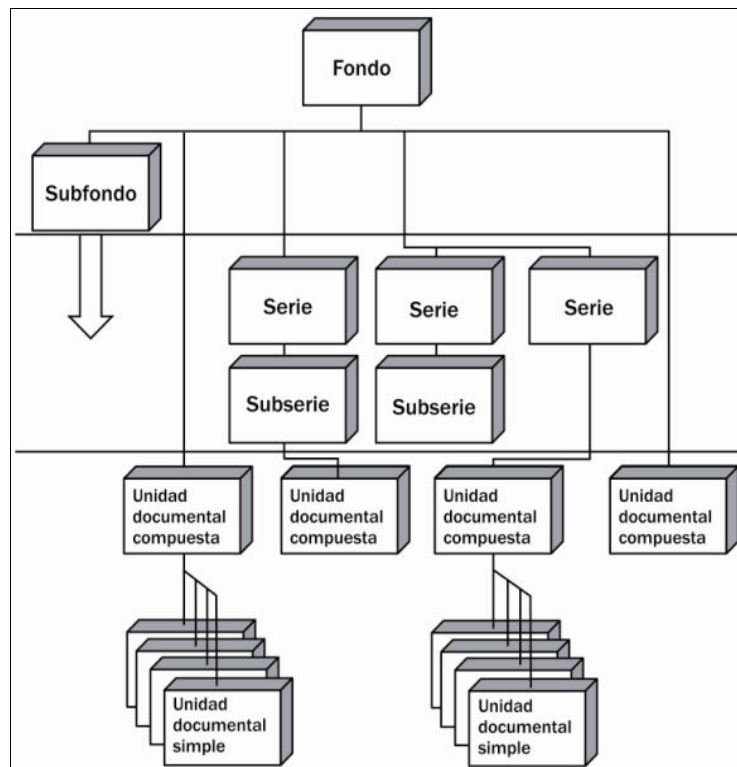 Fondo
Subfondo
Serie
Serie
Serie
Subserie
Subserie
Unidad
documental
compuesta
Unidad
documental
compuesta
Unidad
documental
compuesta
Unidad
documental
compuesta
Unidad
documental
simple
Unidad
documental
simple